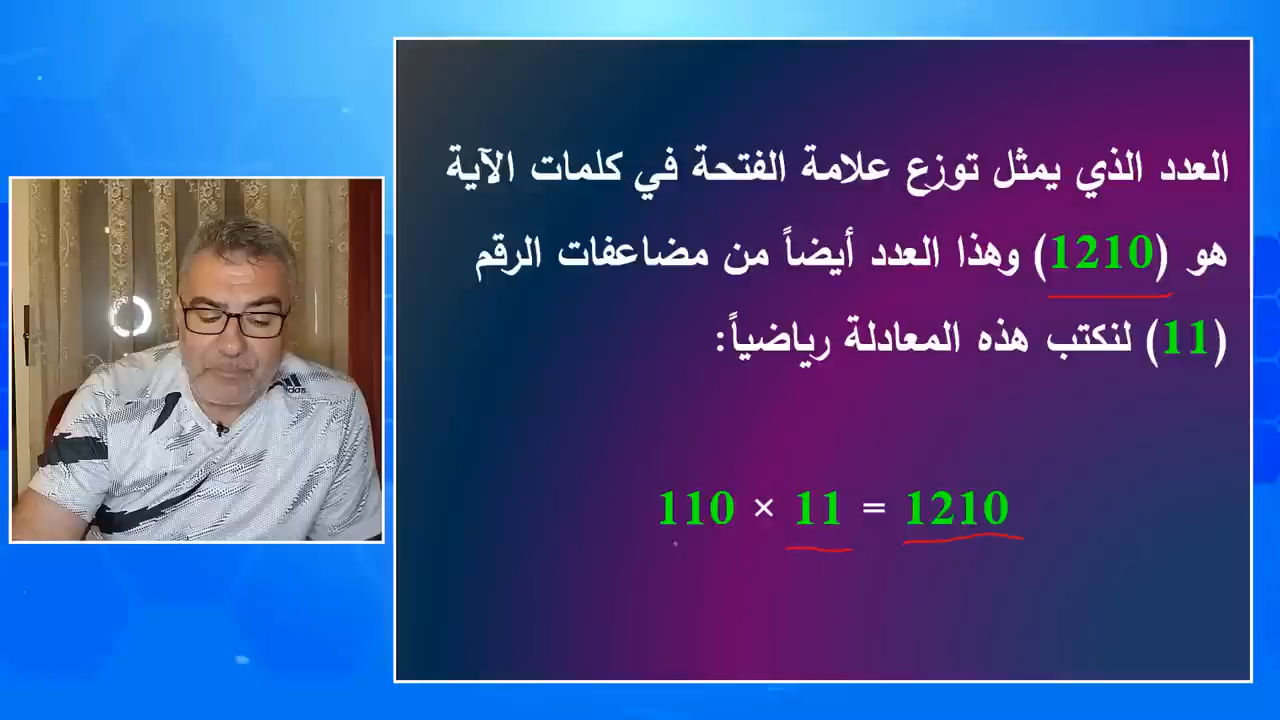 العدد الذي يمثل توزع علامة الفتحة في كلمات الآية
هو (1210) وهذا العدد أيضاً من مضاعفات الرقم
(11) لنكتب هذه المعادلة رياضياً:
110 × 11 = 1210
adidas